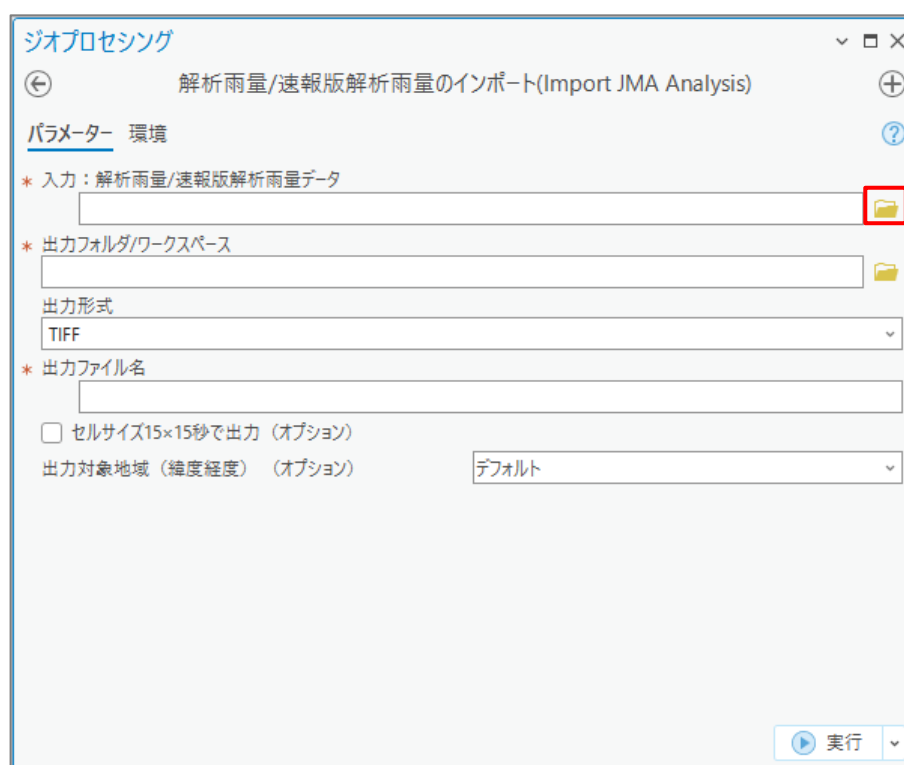 ジオプロセシング
解析雨量/速報版解析雨量のインポート(Import JMA Analysis)
パラメーター 環境
* 入力：解析雨量/速報版解析雨量データ
* 出力フォルダ/ワークスペース
出力形式
TIFF
* 出力ファイル名
セルサイズ15×15秒で出力（オプション）
出力対象地域（緯度経度）（オプション） デフォルト
実行